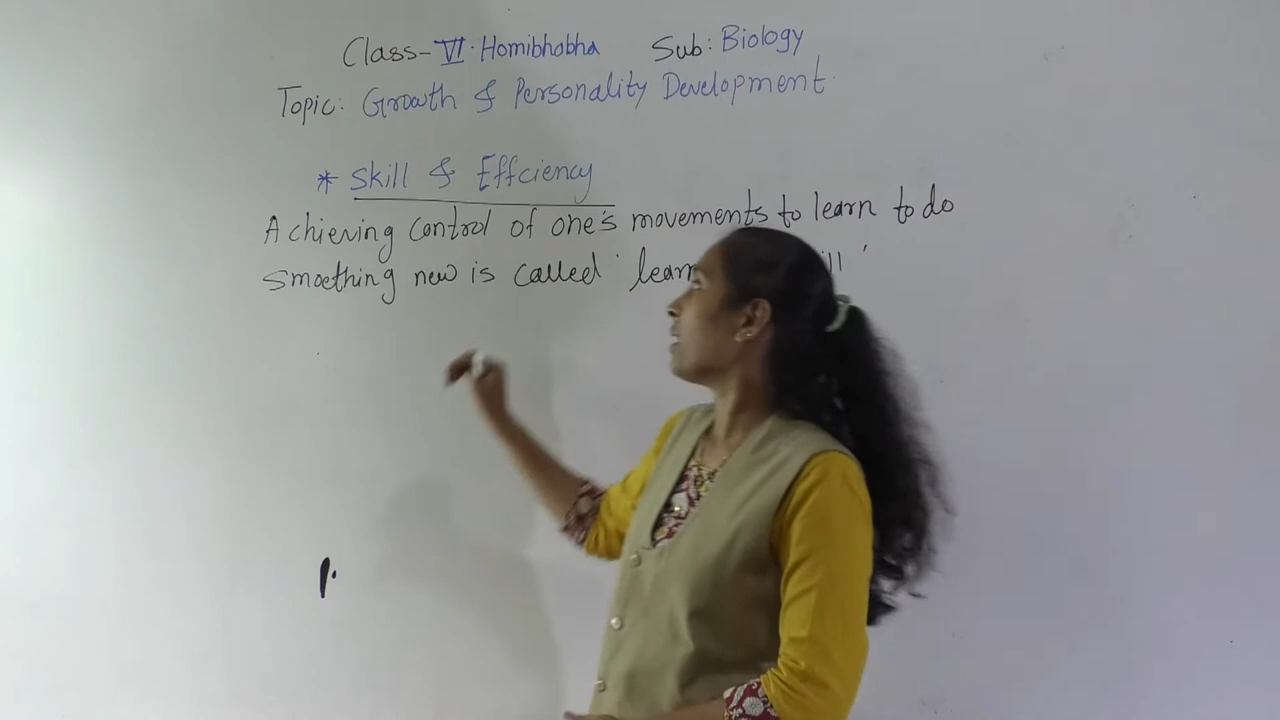 Class-VI. Homibhabha Sub: Biology
Topic: Growth & Personality Development.
* Skill & Effciency
Achieving control of one's movements to learn to do
smoething new is called '
1.